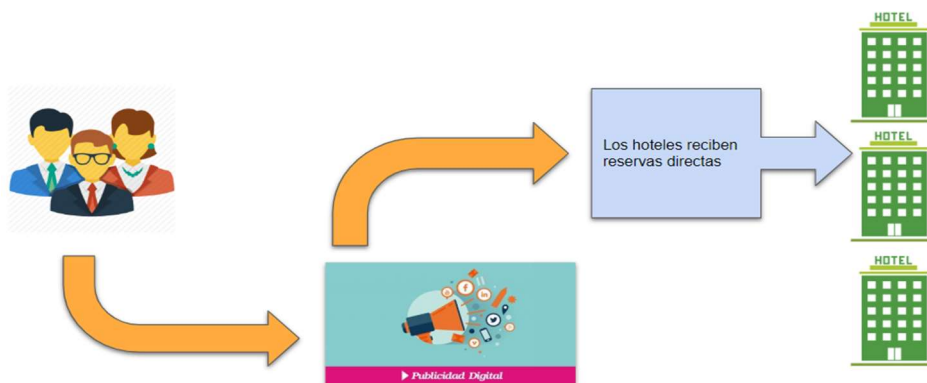 HOTEL
Los hoteles reciben
reservas directas
HOTEL
HOTEL
Publicidad Digital